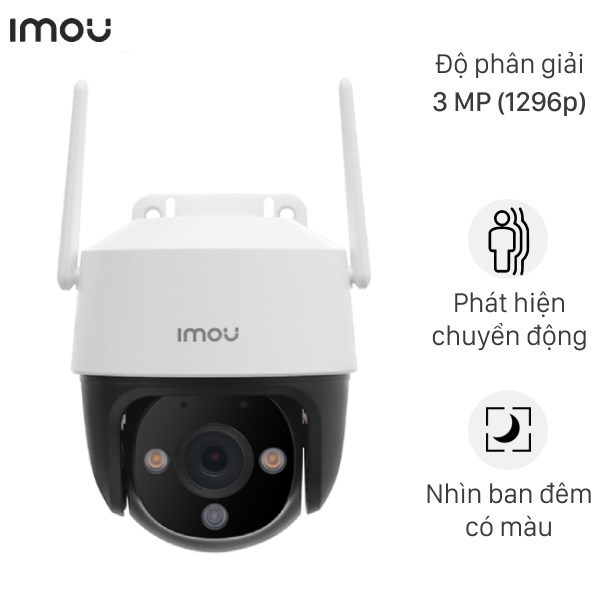 imou
Độ phân giải
3 MP (1296p)
imou
Phát hiện
chuyển động
Nhìn ban đêm
có màu